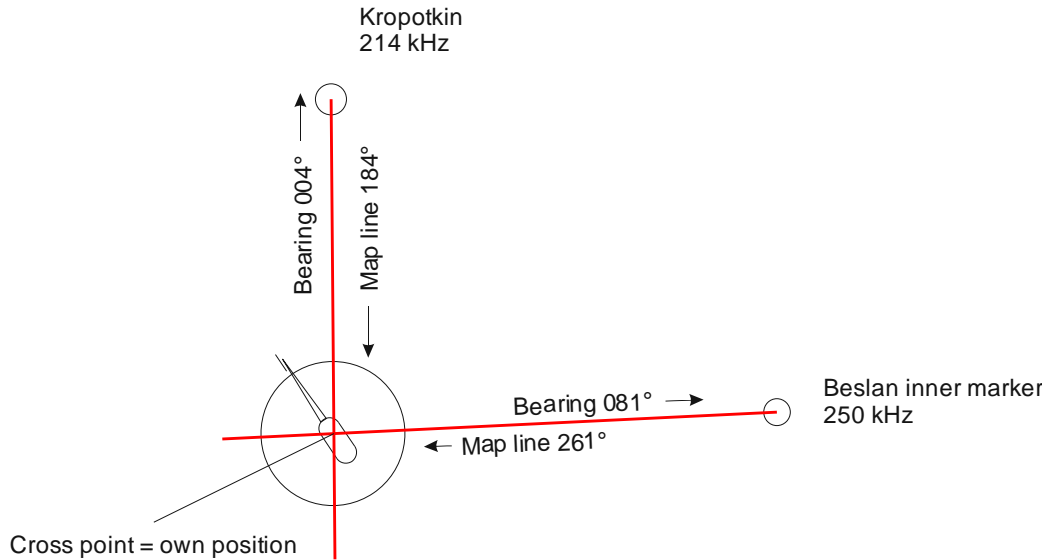 Kropotkin
214 kHz
Bearing 004°
Map line 184°
Bearing 081°
Map line 261°
Beslan inner marker
250 kHz
Cross point = own position